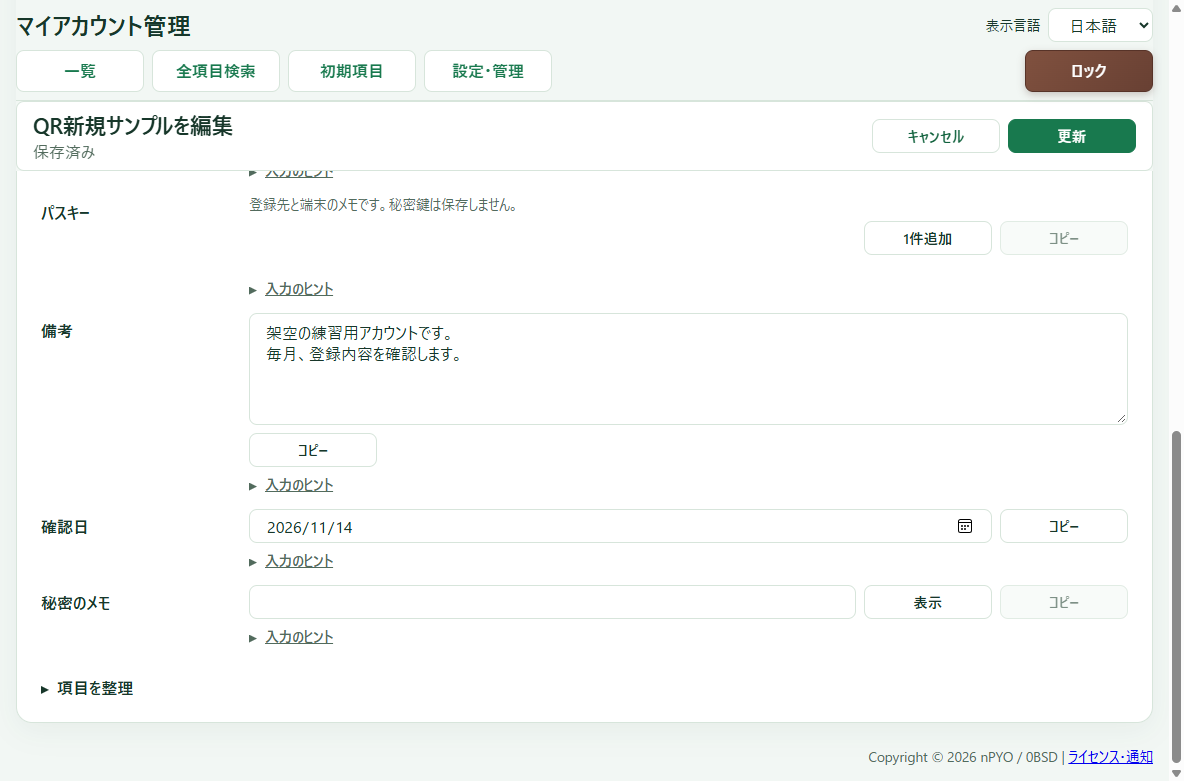 マイアカウント管理
表示言語
日本語
一覧
全項目検索
初期項目
設定・管理
ロック
QR新規サンプルを編集
保存済み
キャンセル
更新
入力のヒント
パスキー
登録先と端末のメモです。秘密鍵は保存しません。
1件追加
コピー
入力のヒント
備考
架空の練習用アカウントです。
毎月、登録内容を確認します。
コピー
入力のヒント
確認日
2026/11/14
コピー
入力のヒント
秘密のメモ
表示
コピー
入力のヒント
項目を整理
Copyright © 2026 nPYO / 0BSD | ライセンス・通知